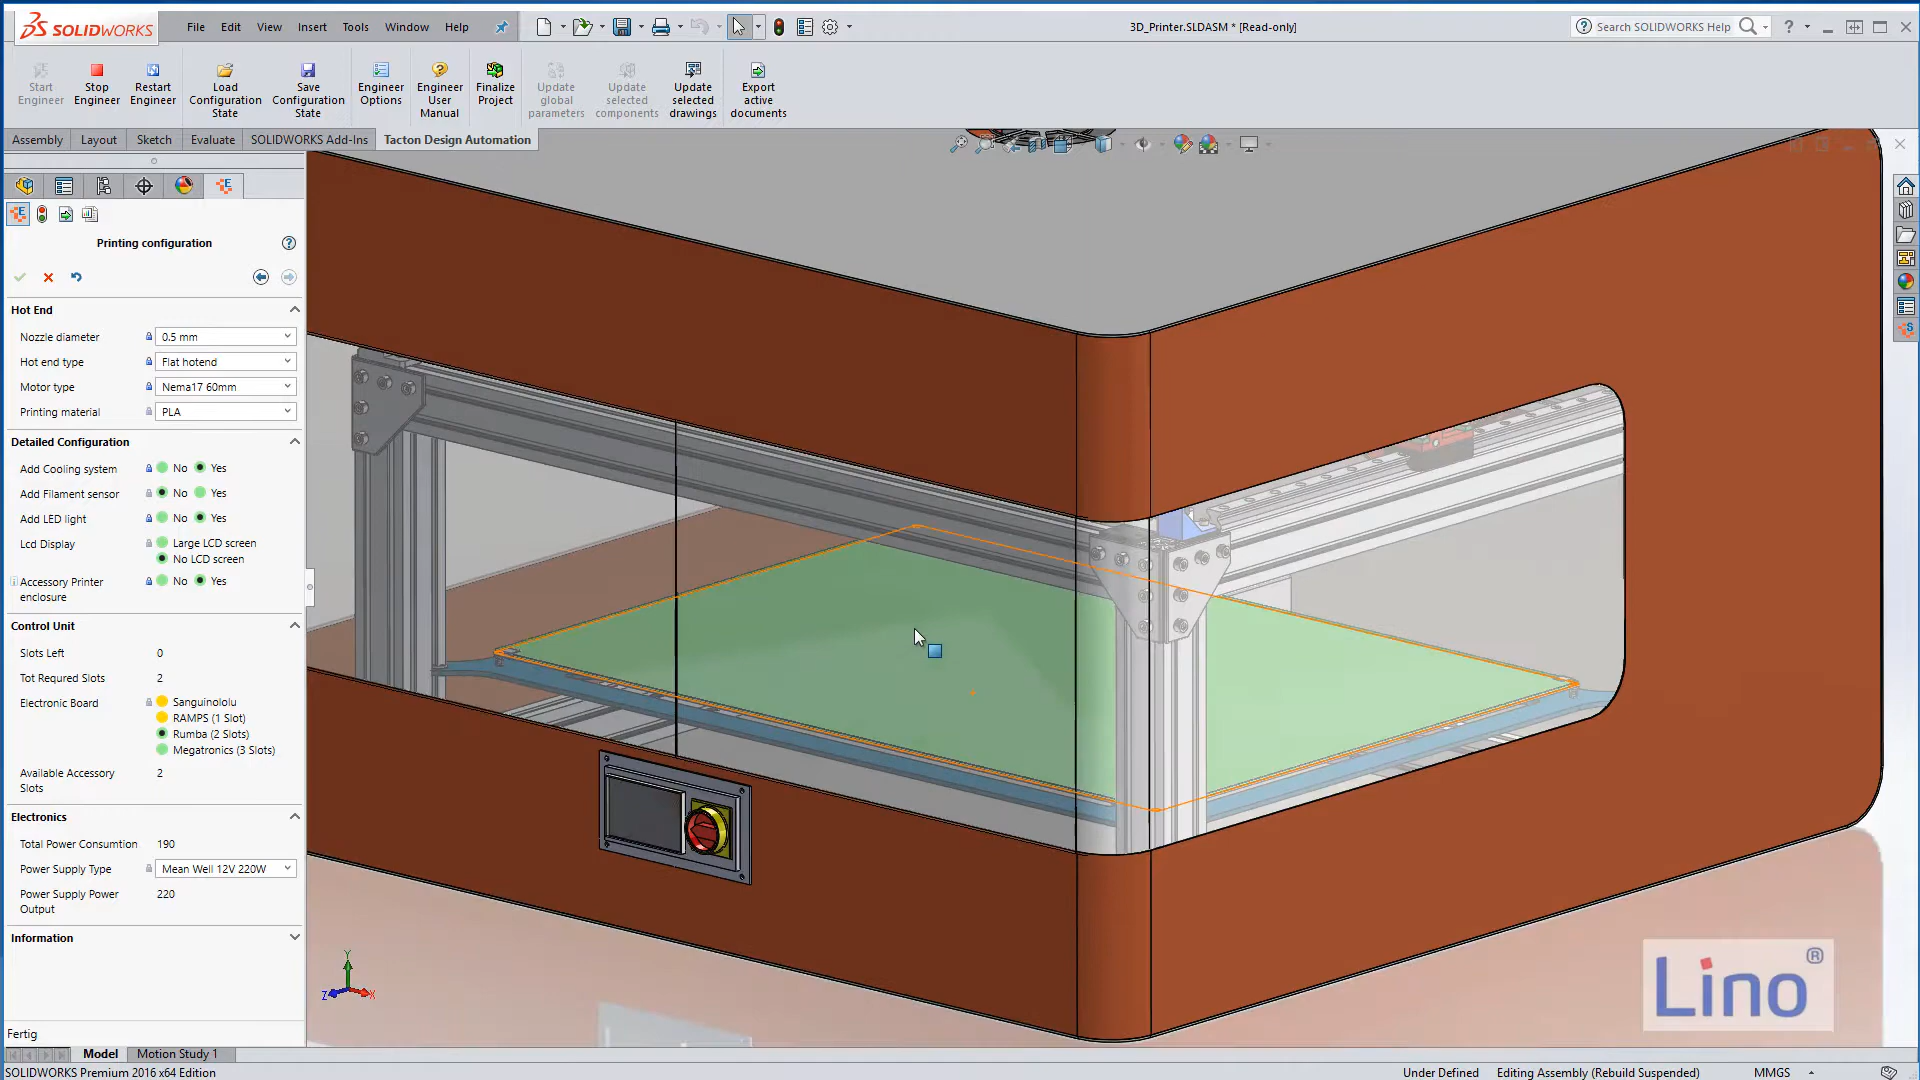 SOLIDWORKS
File Edit View Insert Tools Window Help
3D_Printer.SLDASM * [Read-only]
Search SOLIDWORKS Help
Start Engineer
Stop Engineer
Restart Engineer
Load Configuration State
Save Configuration State
Engineer Options
Engineer User Manual
Finalize Project
Update global parameters
Update selected components
Update selected drawings
Export active documents
Assembly Layout Sketch Evaluate SOLIDWORKS Add-Ins Tacton Design Automation
Printing configuration
Hot End
Nozzle diameter 0.5 mm
Hot end type Flat hotend
Motor type Nema17 60mm
Printing material PLA
Detailed Configuration
Add Cooling system No Yes
Add Filament sensor No Yes
Add LED light No Yes
Lcd Display Large LCD screen
No LCD screen
Accessory Printer enclosure No Yes
Control Unit
Slots Left 0
Tot Requred Slots 2
Electronic Board Sanguinololu
RAMPS (1 Slot)
Rumba (2 Slots)
Megatronics (3 Slots)
Available Accessory Slots 2
Electronics
Total Power Consumtion 190
Power Supply Type Mean Well 12V 220W
Power Supply Power Output 220
Information
Y
Z X
Lino®
Fertig
Model Motion Study 1
SOLIDWORKS Premium 2016 x64 Edition
Under Defined Editing Assembly (Rebuild Suspended) MMGS